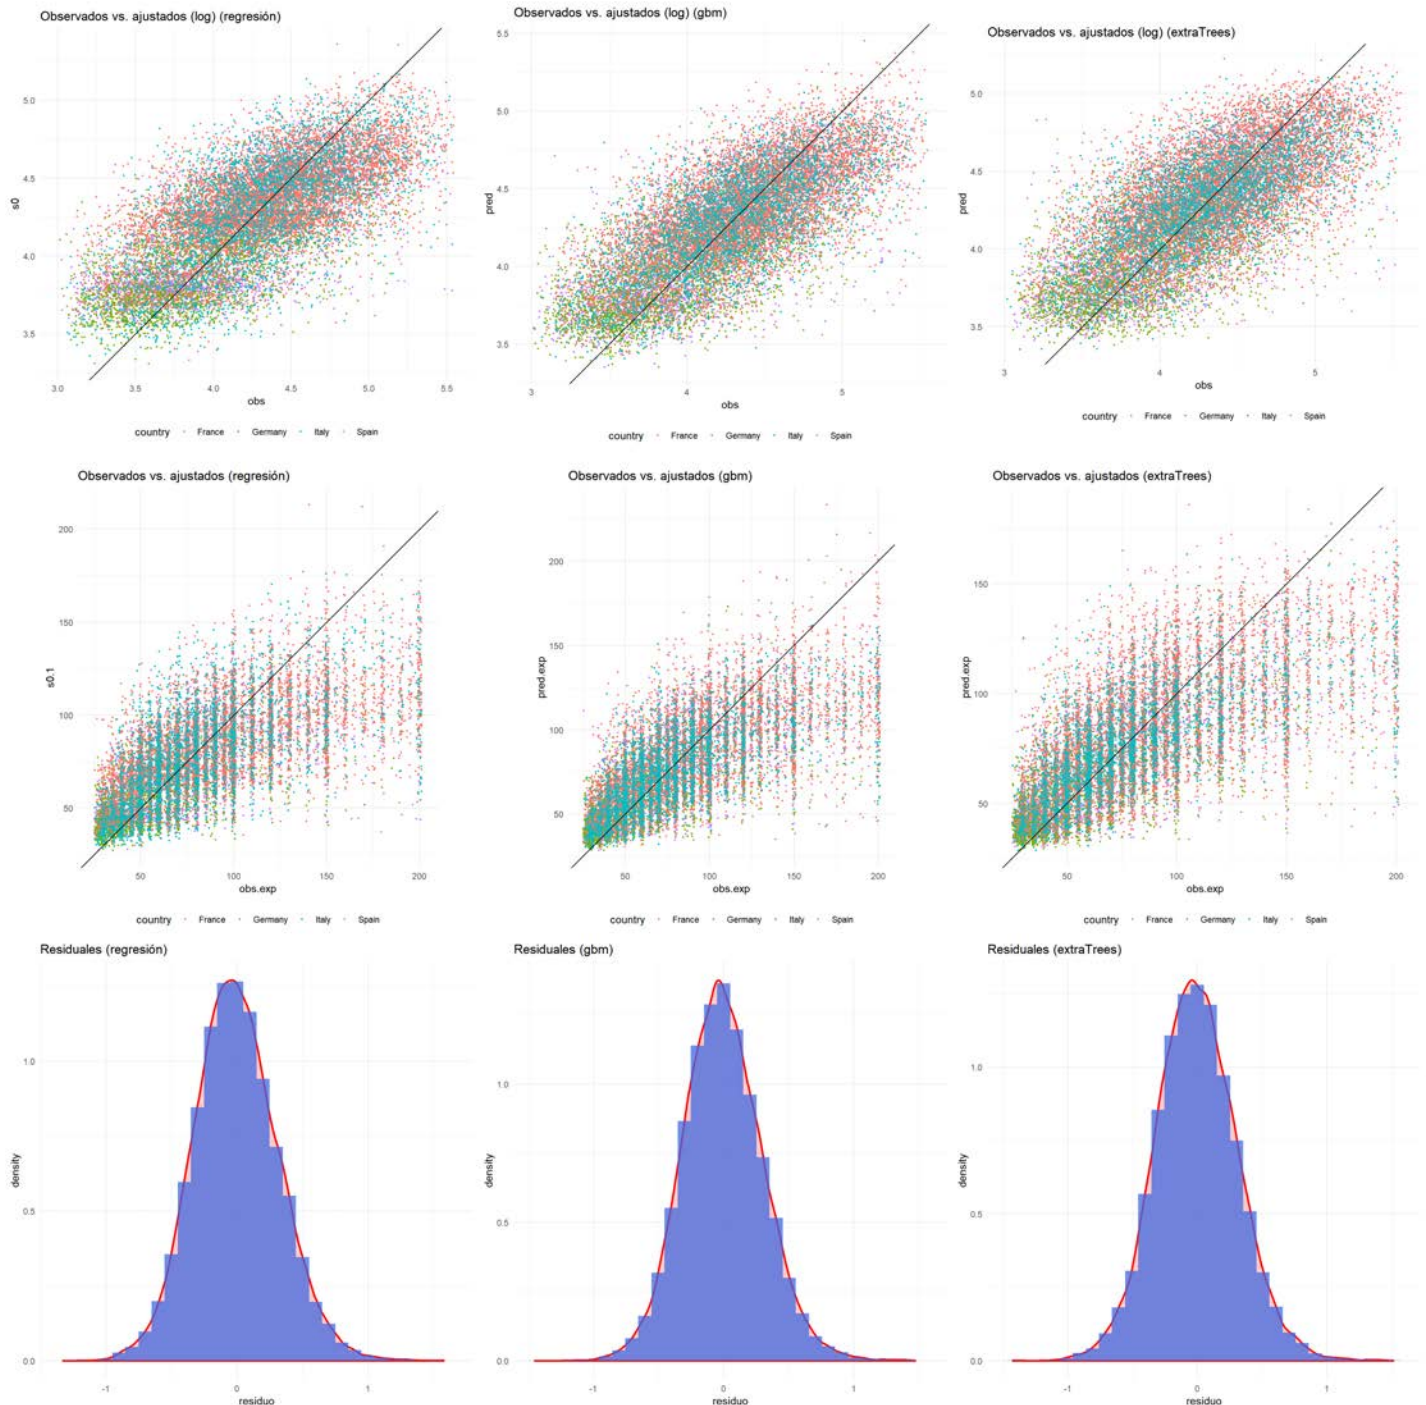 Observados vs. ajustados (log) (regresión)
s0
5.0
4.5
4.0
3.5
3.0 3.5 4.0 4.5 5.0 5.5
obs
country France Germany Italy Spain
Observados vs. ajustados (log) (gbm)
pred
5.5
5.0
4.5
4.0
3.5
3 4 5
obs
country France Germany Italy Spain
Observados vs. ajustados (log) (extraTrees)
pred
5.0
4.5
4.0
3.5
3 4 5
obs
country France Germany Italy Spain
Observados vs. ajustados (regresión)
s0.1
200
150
100
50
50 100 150 200
obs.exp
country France Germany Italy Spain
Observados vs. ajustados (gbm)
pred.exp
200
150
100
50
50 100 150 200
obs.exp
country France Germany Italy Spain
Observados vs. ajustados (extraTrees)
pred.exp
150
100
50
50 100 150 200
obs.exp
country France Germany Italy Spain
Residuales (regresión)
density
1.0
0.5
0.0
-1 0 1
residuo
Residuales (gbm)
density
1.0
0.5
0.0
-1 0 1
residuo
Residuales (extraTrees)
density
1.0
0.5
0.0
-1 0 1
residuo